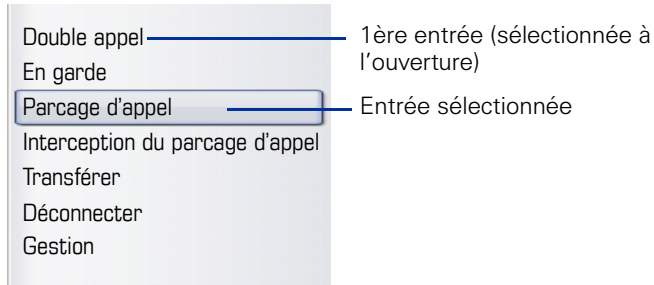 Double appel
En garde
Parcage d'appel
Interception du parcage d'appel
Transférer
Déconnecter
Gestion
1ère entrée (sélectionnée à
l'ouverture)
Entrée sélectionnée